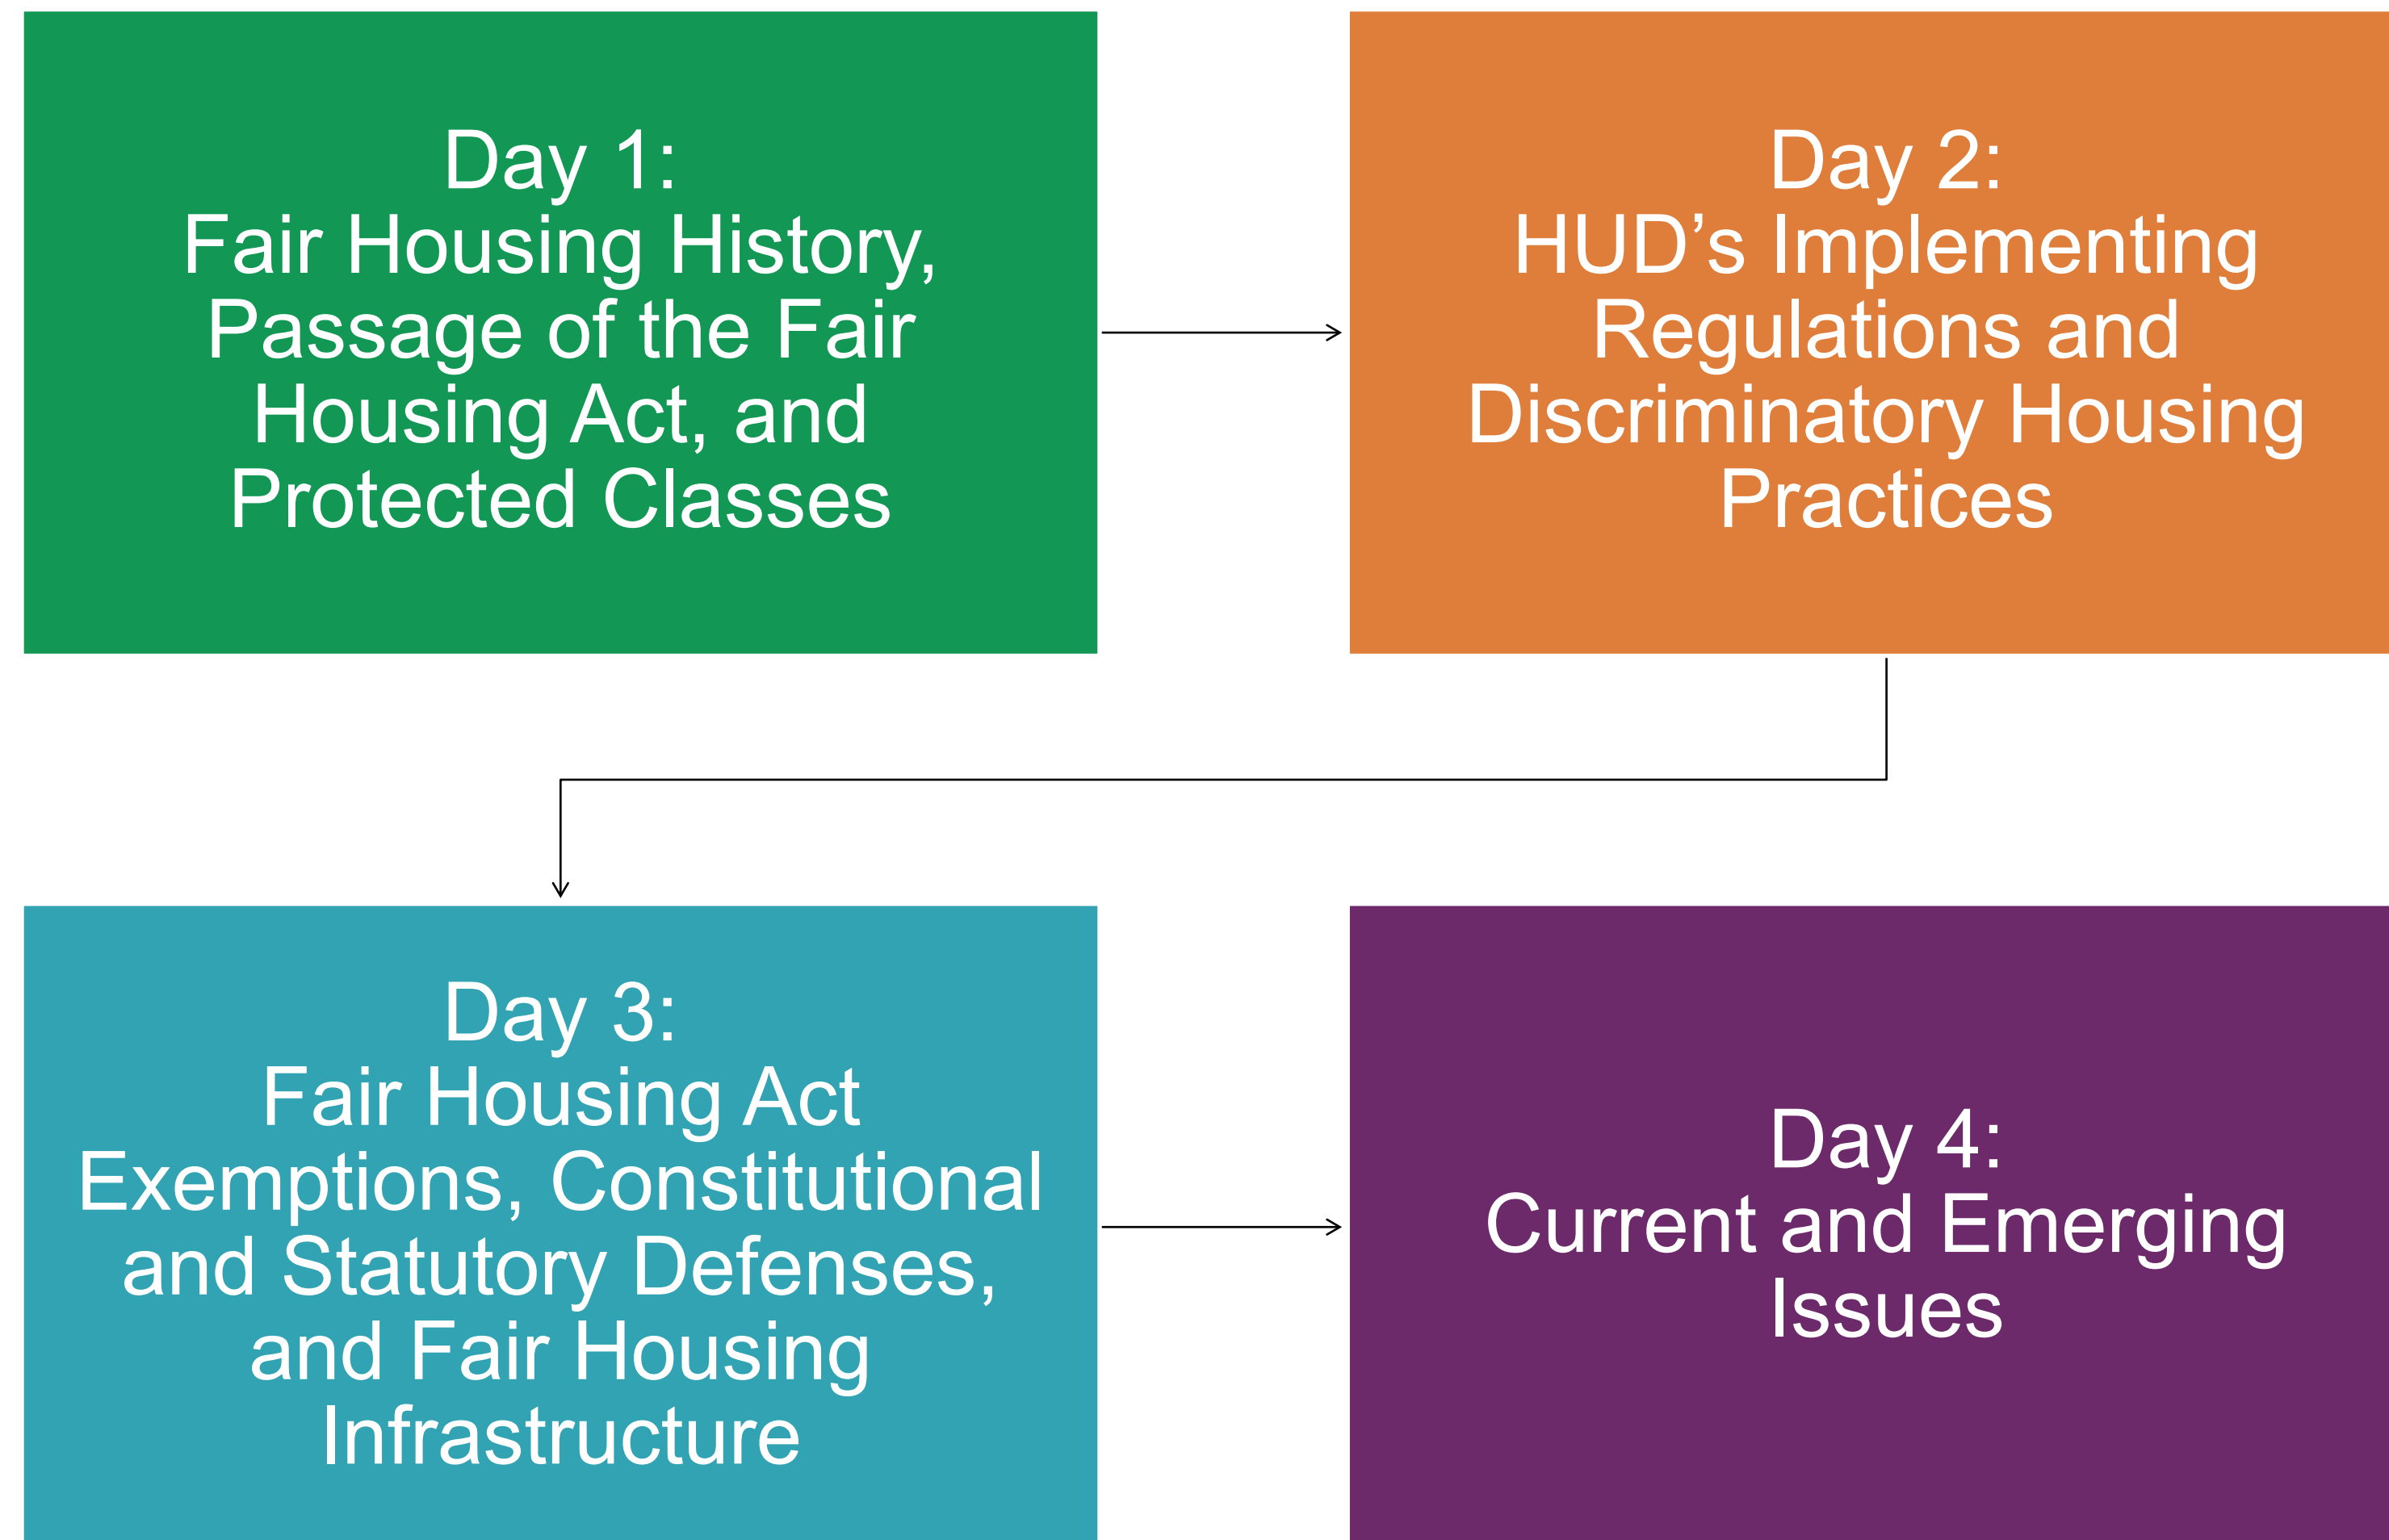 Day 1:
Fair Housing History,
Passage of the Fair
Housing Act, and
Protected Classes
Day 2:
HUD’s Implementing
Regulations and
Discriminatory Housing
Practices
Day 3:
Fair Housing Act
Exemptions, Constitutional
and Statutory Defenses,
and Fair Housing
Infrastructure
Day 4:
Current and Emerging
Issues